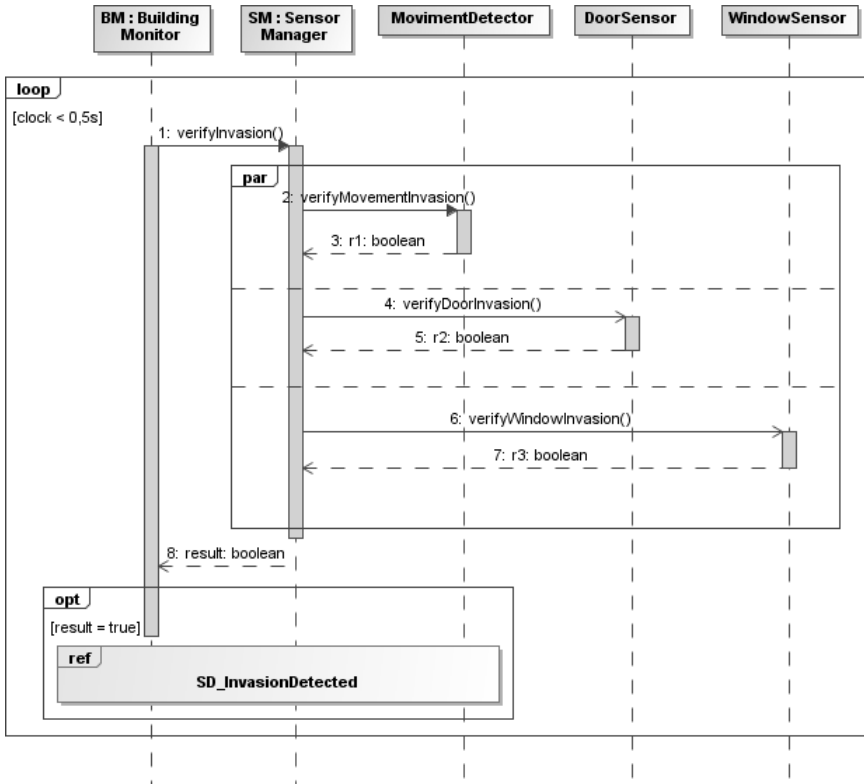 BM : Building
Monitor
SM : Sensor
Manager
MovimentDetector
DoorSensor
WindowSensor
loop
[clock < 0,5s]
1: verifyInvasion()
par
2: verifyMovementInvasion()
3: r1: boolean
4: verifyDoorInvasion()
5: r2: boolean
6: verifyWindowInvasion()
7: r3: boolean
8: result: boolean
opt
[result = true]
ref
SD_InvasionDetected